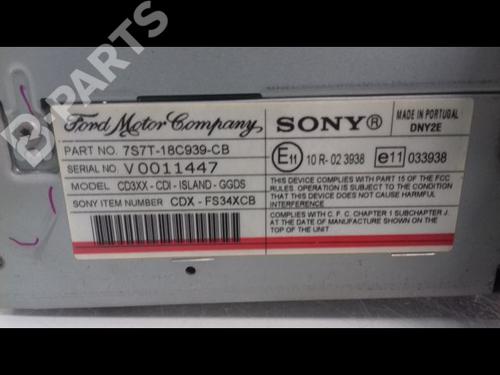 B-PARTS
Ford Motor Company
PART NO. 7S7T-18C939-CB
SERIAL NO. V0011447
MODEL CD3XX - CDI - ISLAND - GGDS
SONY ITEM NUMBER CDX - FS34XCB
SONY®
MADE IN PORTUGAL
DNY2E
E11 10 R - 02 3938 e11 033938
THIS DEVICE COMPLIES WITH PART 15 OF FCC
RULES. OPERATION IS SUBJECT TO THE CONDITION
THAT THIS DEVICE DOES NOT CAUSE HARMFUL
INTERFERENCE
COMPLIES WITH C. F. C. CHAPTER 1 SUBCHAPTER J.
AT DATE OF MANUFACTURE SHOWN ON THE
TOP OF THE UNIT